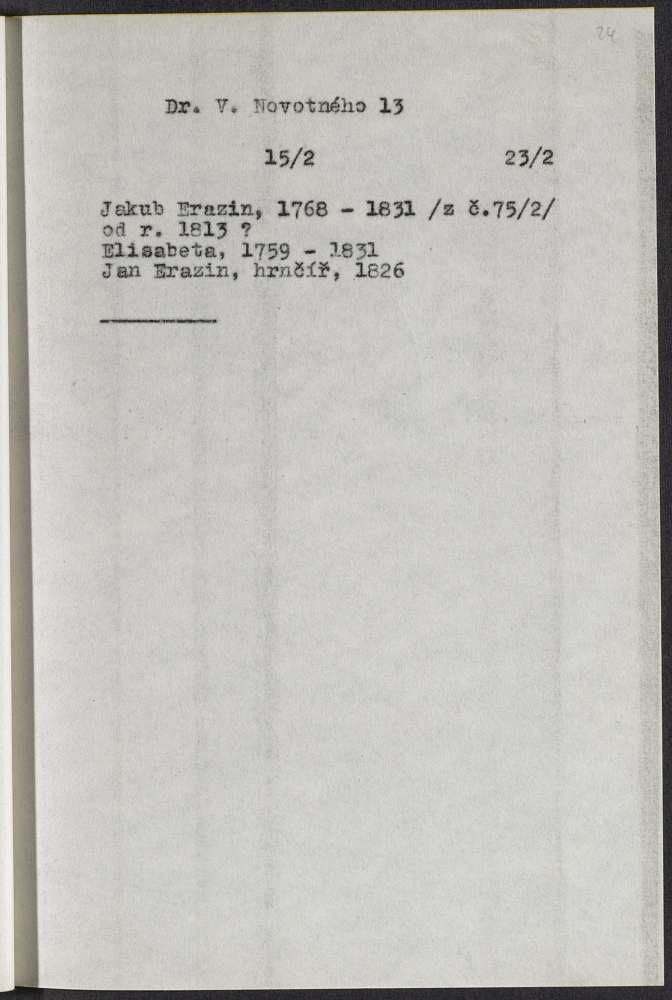 24
Dr. V. Novotného 13
15/2 23/2
Jakub Erazin, 1768 - 1831 /z č.75/2/
od r. 1813 ?
Elisabeta, 1759 - 1831
Jan Erazin, hrnčíř, 1826